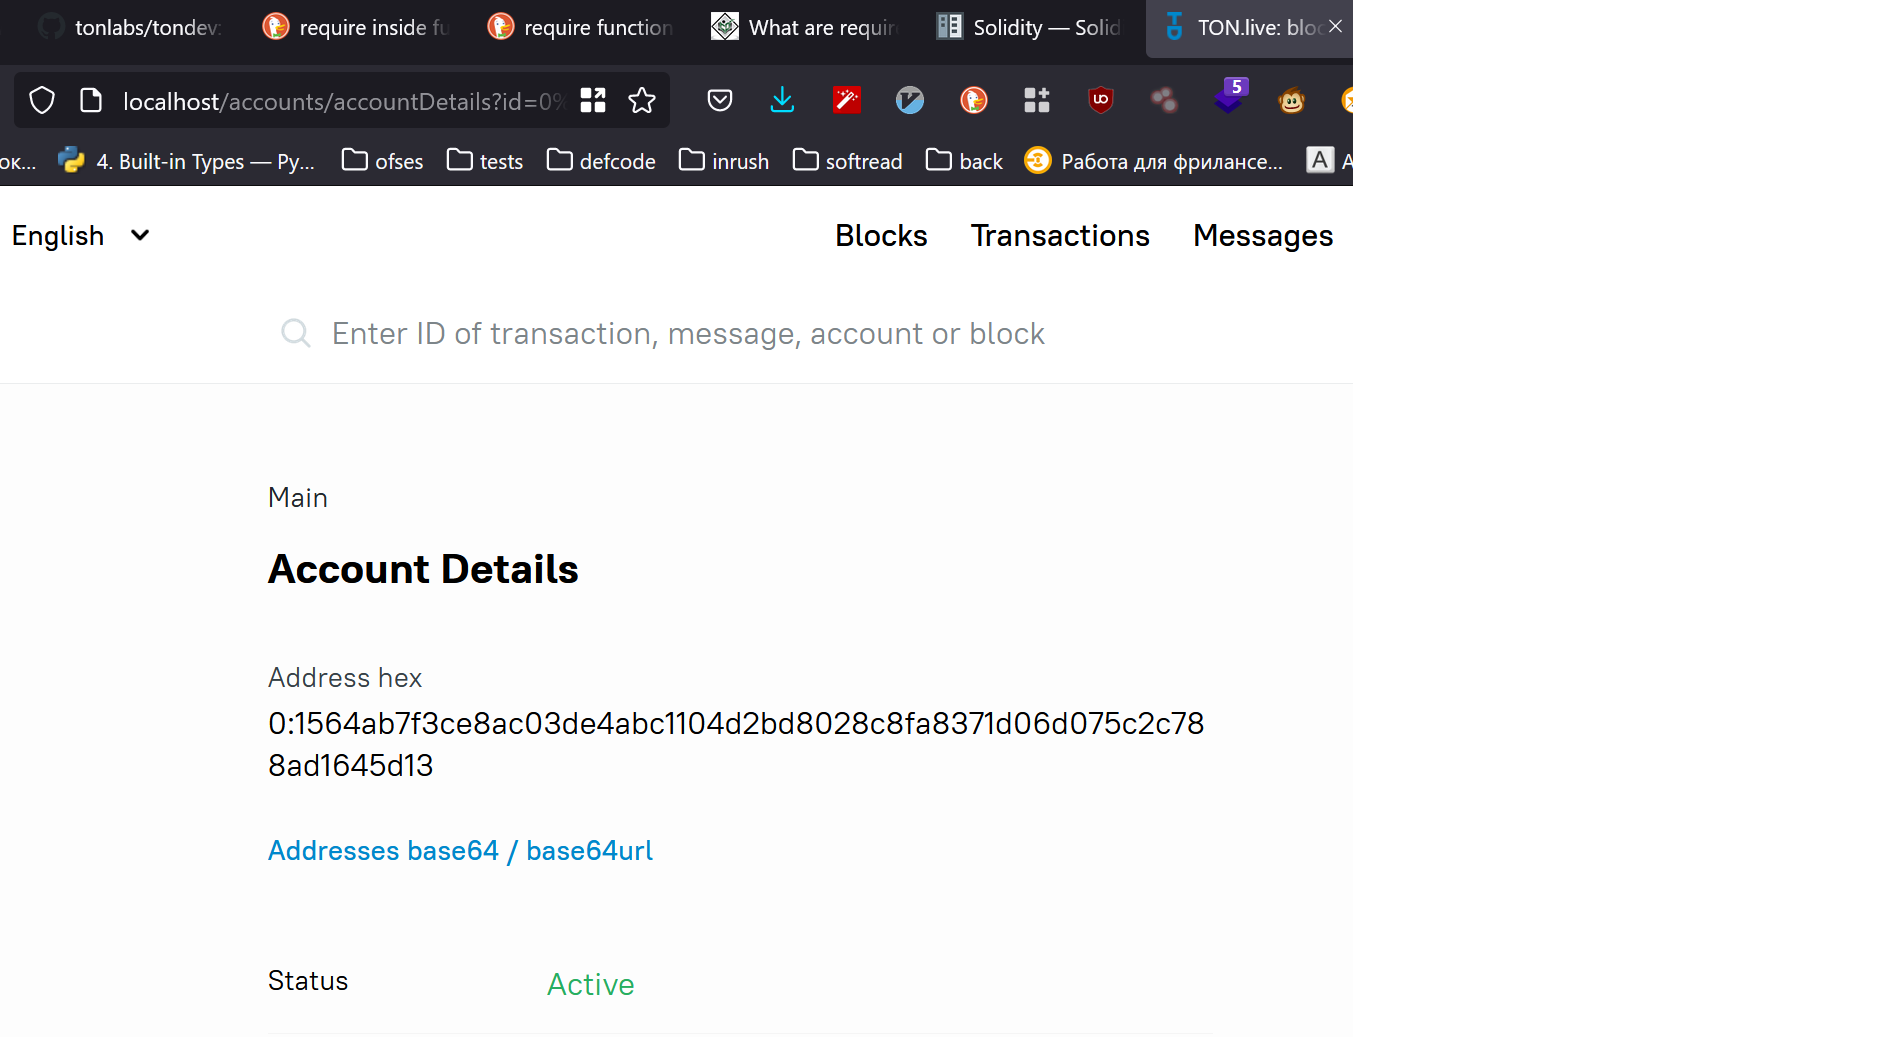 tonlabs/tondev: require inside fu require function What are requir Solidity — Solid TON.live: bloc
localhost/accounts/accountDetails?id=0% 5
ок... 4. Built-in Types — Py... ofses tests defcode inrush softread back Работа для фрилансе... A A
English Blocks Transactions Messages
Enter ID of transaction, message, account or block
Main
Account Details
Address hex
0:1564ab7f3ce8ac03de4abc1104d2bd8028c8fa8371d06d075c2c78
8ad1645d13
Addresses base64 / base64url
Status Active